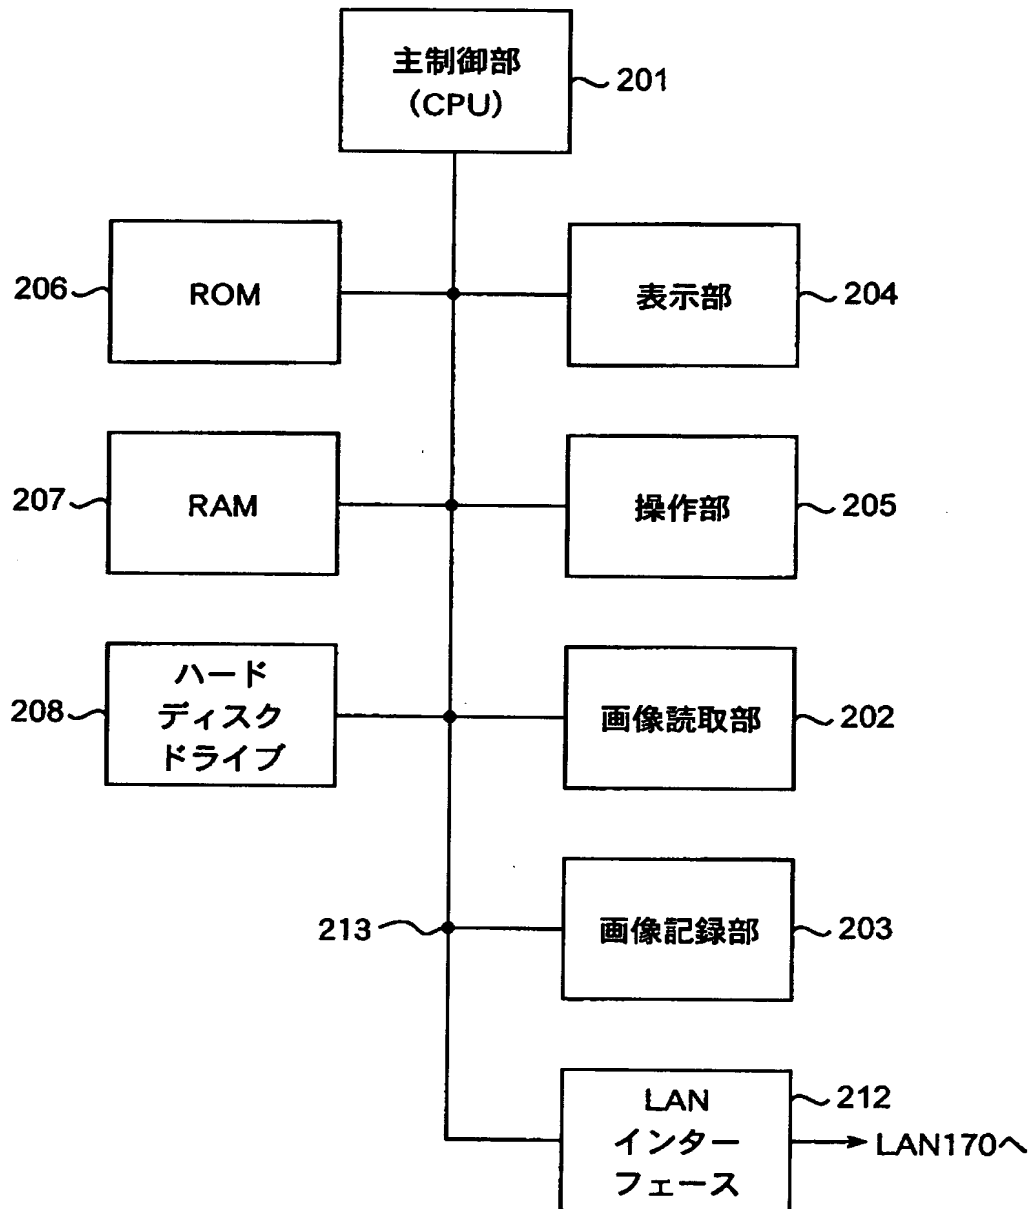 主制御部
（CPU）
201
206
ROM
表示部
204
207
RAM
操作部
205
208
ハード
ディスク
ドライブ
画像読取部
202
213
画像記録部
203
LAN
インター
フェース
212
LAN170へ